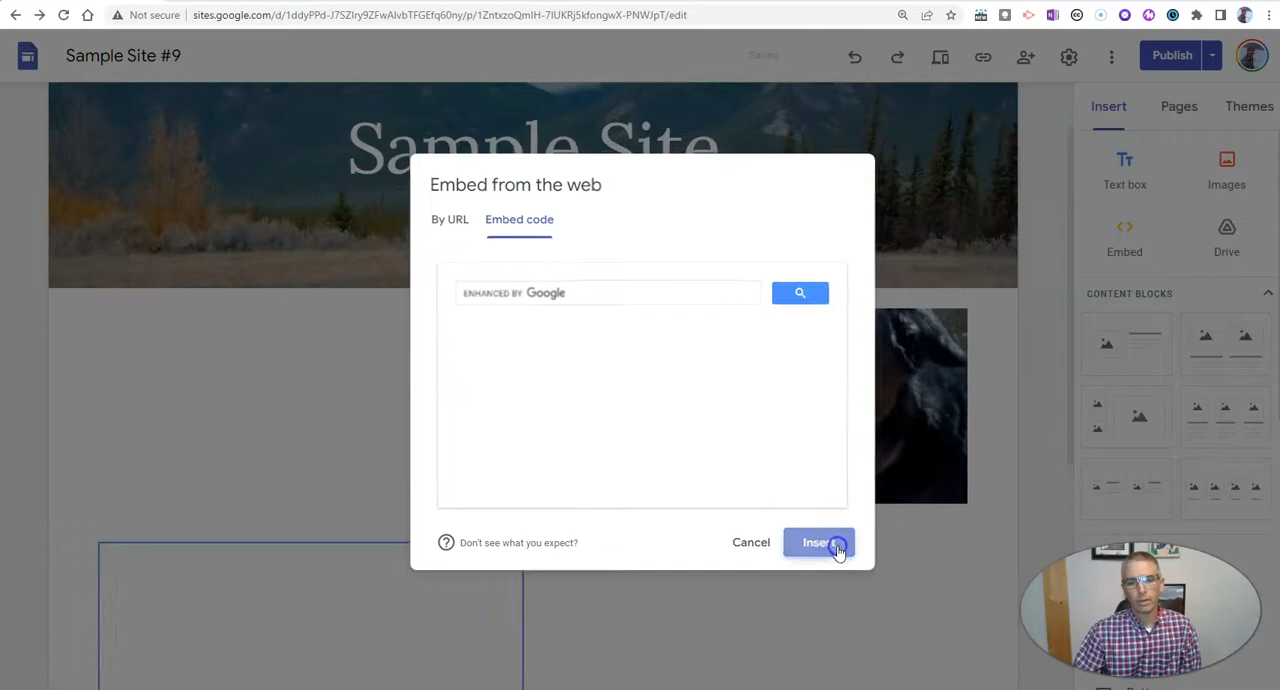 Not secure
sites.google.com/d/1ddyPPd-J7SZIry9ZFwAlvbTFGEfq60ny/p/1ZntxzoQmIH-7IUKRj5kfongwX-PNWJpT/edit
Sample Site #9
Saving...
Publish
Sample Site
Insert
Pages
Themes
Embed from the web
By URL
Embed code
Text box
Images
Embed
Drive
CONTENT BLOCKS
ENHANCED BY Google
Don't see what you expect?
Cancel
Insert